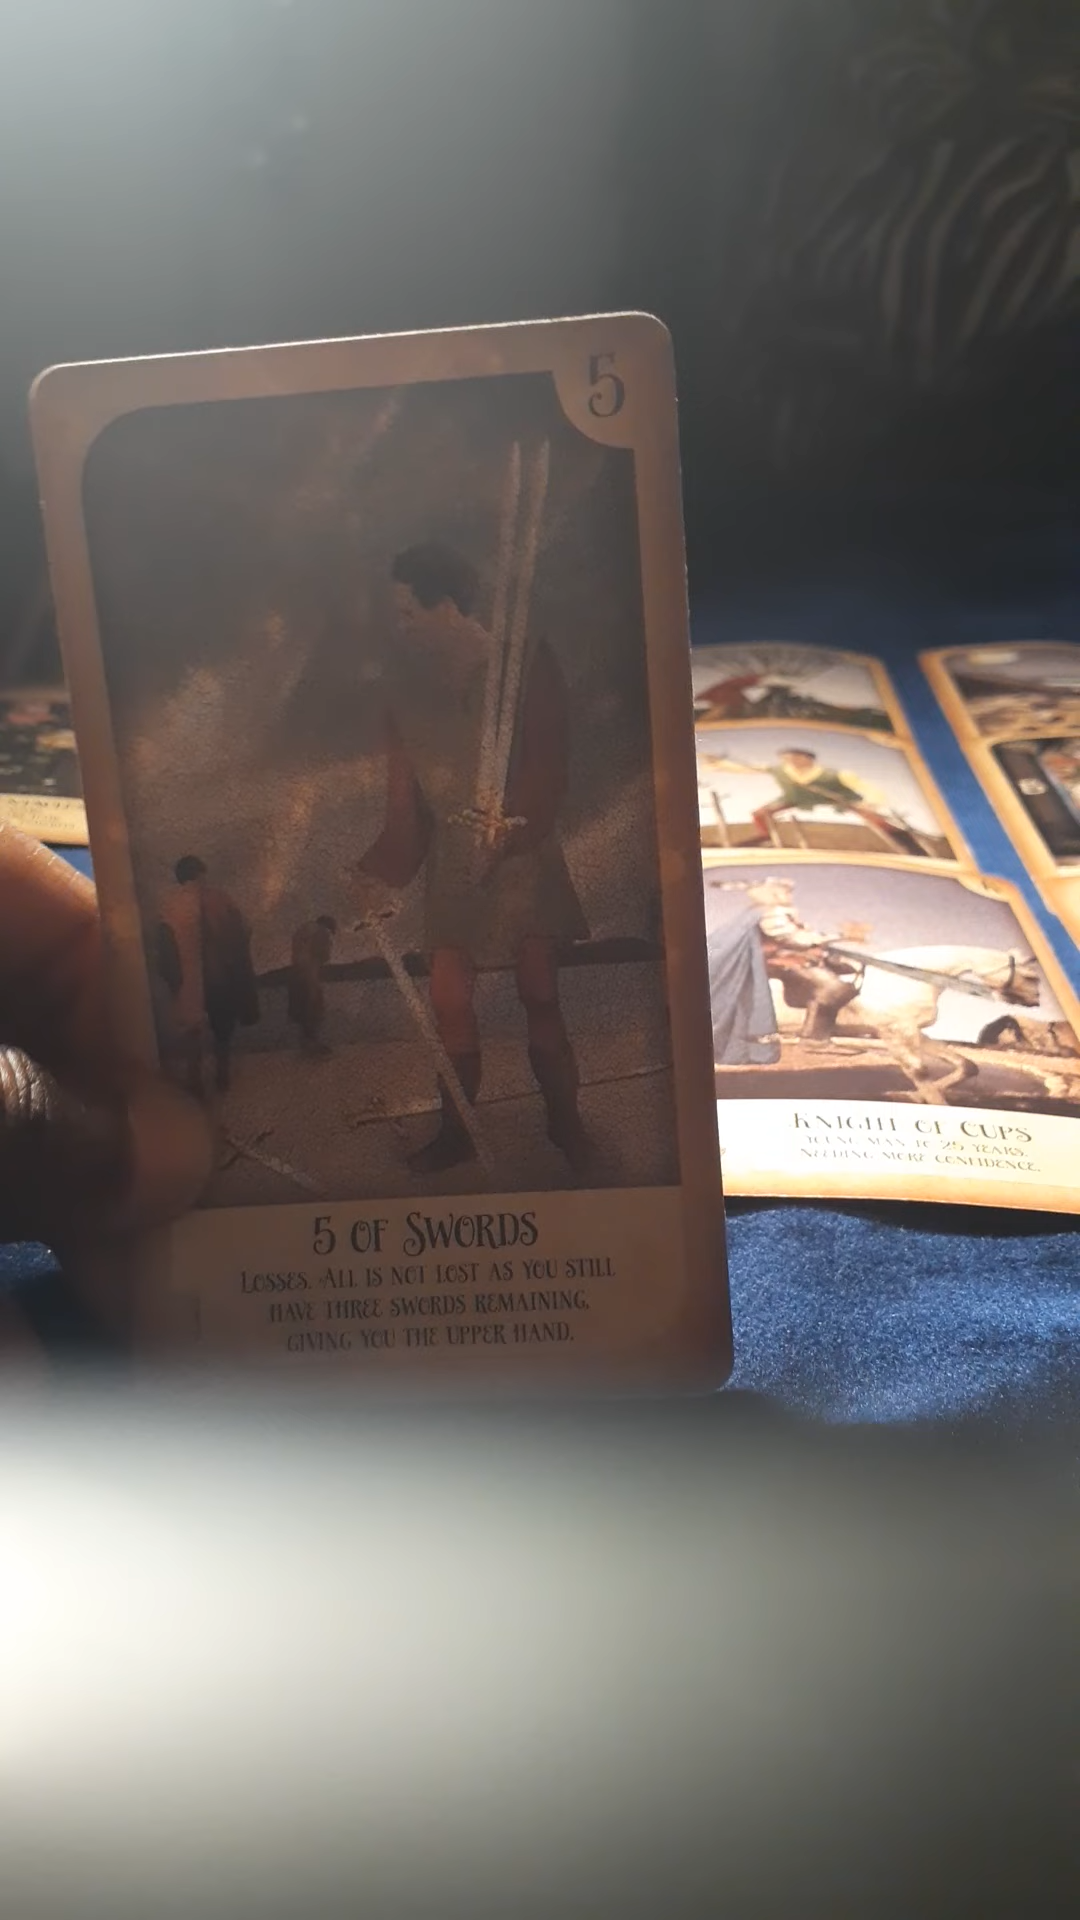 5
5 OF SWORDS
LOSSES. ALL IS NOT LOST AS YOU STILL
HAVE THREE SWORDS REMAINING,
GIVING YOU THE UPPER HAND.
KNIGHT OF CUPS
YOUNG MAN TO 25 YEARS.
NEEDING MORE CONFIDENCE.